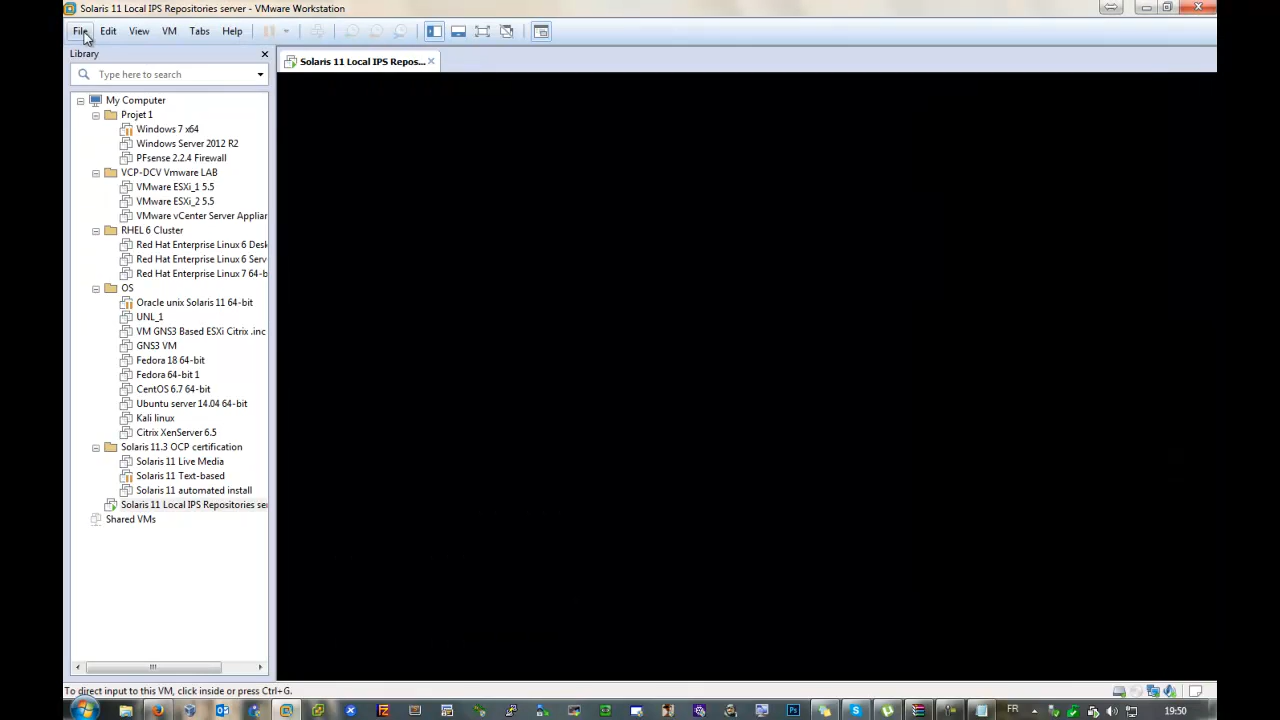 Solaris 11 Local IPS Repositories server - VMware Workstation
File Edit View VM Tabs Help
Library
Solaris 11 Local IPS Repos...
Type here to search
My Computer
Projet 1
Windows 7 x64
Windows Server 2012 R2
PFsense 2.2.4 Firewall
VCP-DCV Vmware LAB
VMware ESXi_1 5.5
VMware ESXi_2 5.5
VMware vCenter Server Applian
RHEL 6 Cluster
Red Hat Enterprise Linux 6 Desk
Red Hat Enterprise Linux 6 Serv
Red Hat Enterprise Linux 7 64-b
OS
Oracle unix Solaris 11 64-bit
UNL_1
VM GNS3 Based ESXi Citrix .inc
GNS3 VM
Fedora 18 64-bit
Fedora 64-bit 1
CentOS 6.7 64-bit
Ubuntu server 14.04 64-bit
Kali linux
Citrix XenServer 6.5
Solaris 11.3 OCP certification
Solaris 11 Live Media
Solaris 11 Text-based
Solaris 11 automated install
Solaris 11 Local IPS Repositories ser
Shared VMs
To direct input to this VM, click inside or press Ctrl+G.
FR 19:50